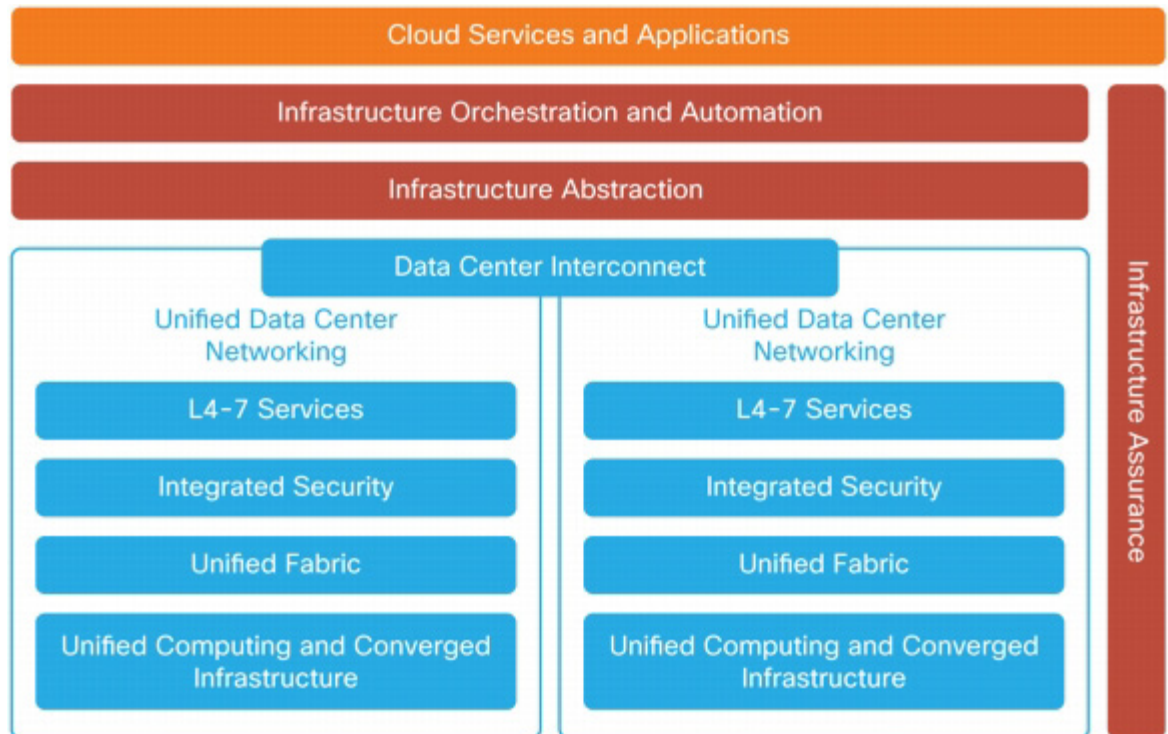 Cloud Services and Applications
Infrastructure Orchestration and Automation
Infrastructure Abstraction
Data Center Interconnect
Unified Data Center
Networking
L4-7 Services
Integrated Security
Unified Fabric
Unified Computing and Converged
Infrastructure
Unified Data Center
Networking
L4-7 Services
Integrated Security
Unified Fabric
Unified Computing and Converged
Infrastructure
Infrastructure Assurance